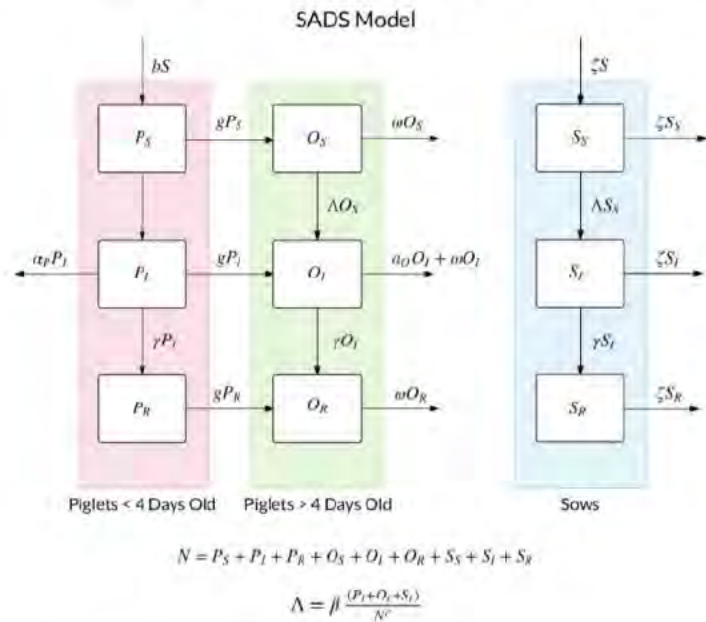 SADS Model
bS
ζS
P_S
gP_S
O_S
ωO_S
S_S
ζS_S
ΛO_S
ΛS_S
α_P P_I
P_I
gP_I
O_I
α_O O_I + ωO_I
S_I
ζS_I
γP_I
γO_I
γS_I
P_R
gP_R
O_R
ωO_R
S_R
ζS_R
Piglets < 4 Days Old
Piglets > 4 Days Old
Sows
N = P_S + P_I + P_R + O_S + O_I + O_R + S_S + S_I + S_R
Λ = β (P_I+O_I+S_I) / N^c